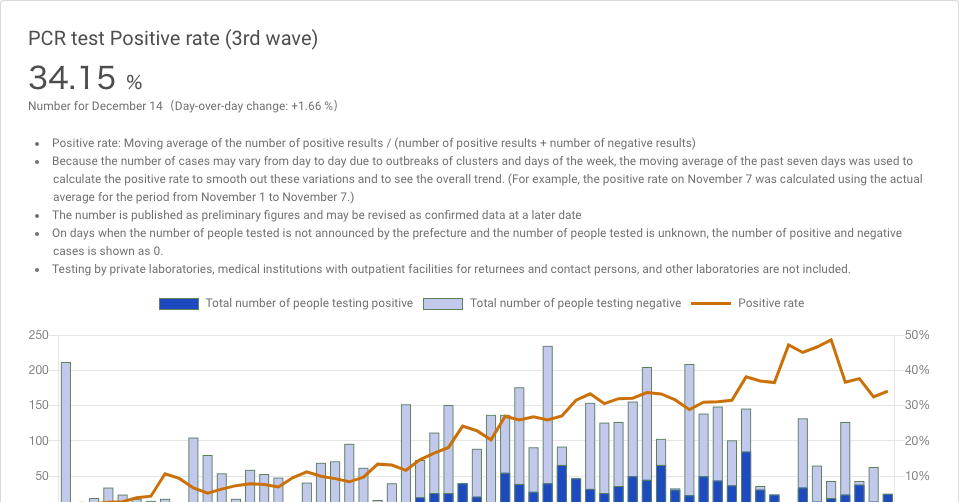 PCR test Positive rate (3rd wave)
34.15 %
Number for December 14（Day-over-day change: +1.66 %）
• Positive rate: Moving average of the number of positive results / (number of positive results + number of negative results)
• Because the number of cases may vary from day to day due to outbreaks of clusters and days of the week, the moving average of the past seven days was used to
calculate the positive rate to smooth out these variations and to see the overall trend. (For example, the positive rate on November 7 was calculated using the actual
average for the period from November 1 to November 7.)
• The number is published as preliminary figures and may be revised as confirmed data at a later date
• On days when the number of people tested is not announced by the prefecture and the number of people tested is unknown, the number of positive and negative
cases is shown as 0.
• Testing by private laboratories, medical institutions with outpatient facilities for returnees and contact persons, and other laboratories are not included.
Total number of people testing positive Total number of people testing negative Positive rate
250 50%
200 40%
150 30%
100 20%
50 10%